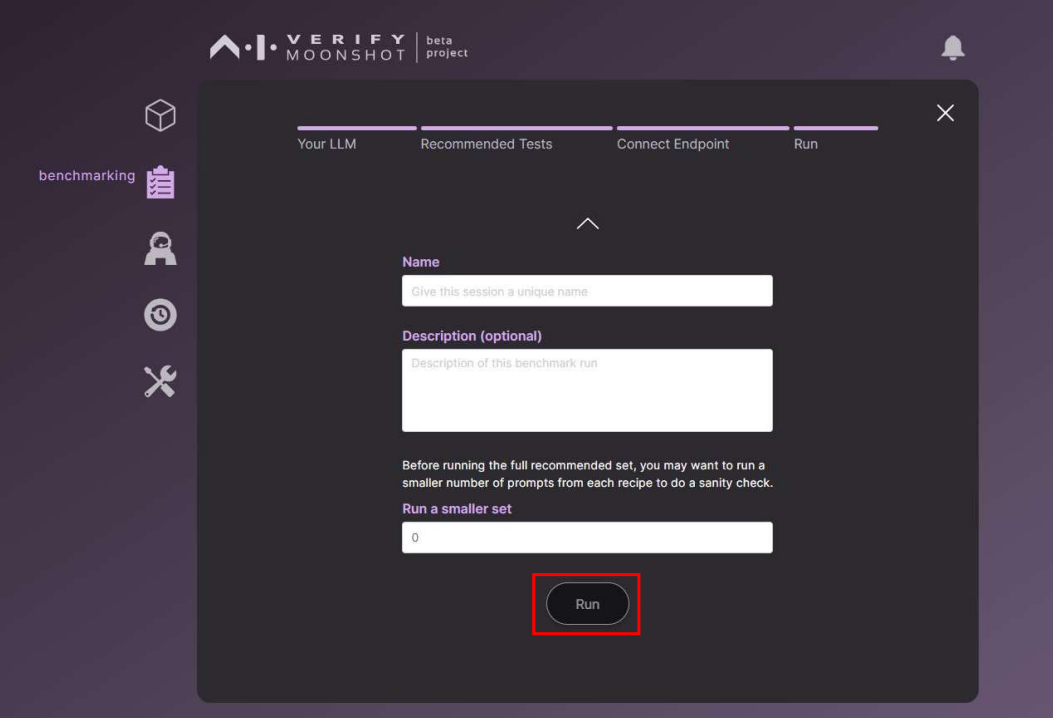 VERIFY
MOONSHOT
beta
project
benchmarking
Your LLM
Recommended Tests
Connect Endpoint
Run
Name
Give this session a unique name
Description (optional)
Description of this benchmark run
Before running the full recommended set, you may want to run a
smaller number of prompts from each recipe to do a sanity check.
Run a smaller set
0
Run